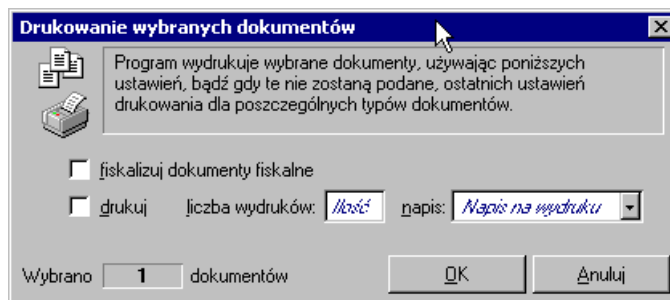 Drukowanie wybranych dokumentów
Program wydrukuje wybrane dokumenty, używając poniższych
ustawień, bądź gdy te nie zostaną podane, ostatnich ustawień
drukowania dla poszczególnych typów dokumentów.
fiskalizuj dokumenty fiskalne
drukuj liczba wydruków: Ilość napis: Napis na wydruku
Wybrano 1 dokumentów OK Anuluj